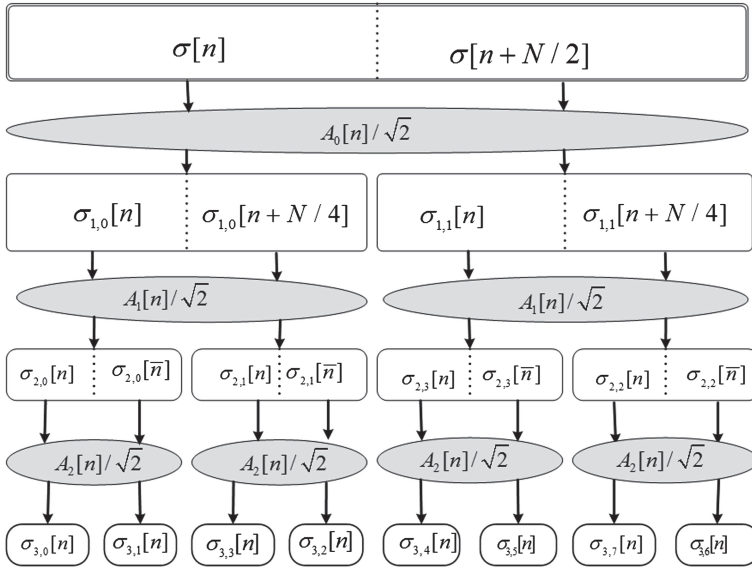 σ[n] σ[n + N / 2]
A₀[n]/√2
σ₁,₀[n] σ₁,₀[n + N / 4] σ₁,₁[n] σ₁,₁[n + N / 4]
A₁[n]/√2 A₁[n]/√2
σ₂,₀[n] σ₂,₀[n̅] σ₂,₁[n] σ₂,₁[n̅] σ₂,₃[n] σ₂,₃[n̅] σ₂,₂[n] σ₂,₂[n̅]
A₂[n]/√2 A₂[n]/√2 A₂[n]/√2 A₂[n]/√2
σ₃,₀[n] σ₃,₁[n] σ₃,₃[n] σ₃,₂[n] σ₃,₄[n] σ₃,₅[n] σ₃,₇[n] σ₃,₆[n]